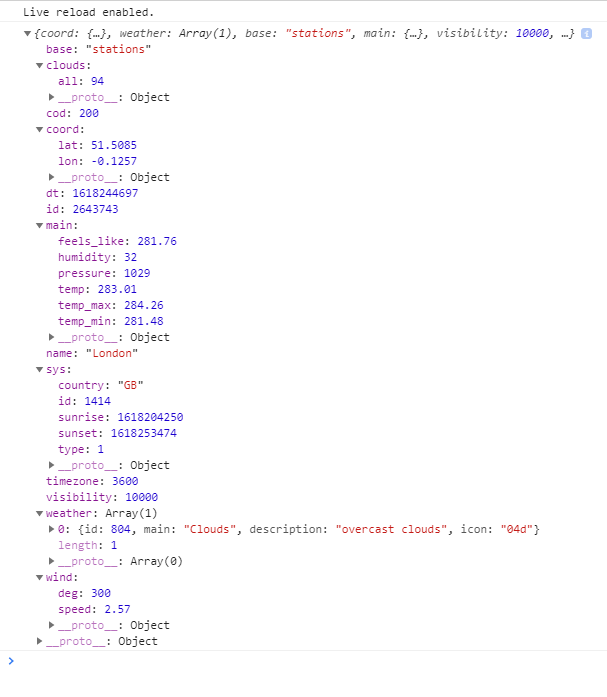 Live reload enabled.
{coord: {…}, weather: Array(1), base: "stations", main: {…}, visibility: 10000, …} i
base: "stations"
clouds:
all: 94
__proto__: Object
cod: 200
coord:
lat: 51.5085
lon: -0.1257
__proto__: Object
dt: 1618244697
id: 2643743
main:
feels_like: 281.76
humidity: 32
pressure: 1029
temp: 283.01
temp_max: 284.26
temp_min: 281.48
__proto__: Object
name: "London"
sys:
country: "GB"
id: 1414
sunrise: 1618204250
sunset: 1618253474
type: 1
__proto__: Object
timezone: 3600
visibility: 10000
weather: Array(1)
0: {id: 804, main: "Clouds", description: "overcast clouds", icon: "04d"}
length: 1
__proto__: Array(0)
wind:
deg: 300
speed: 2.57
__proto__: Object
__proto__: Object